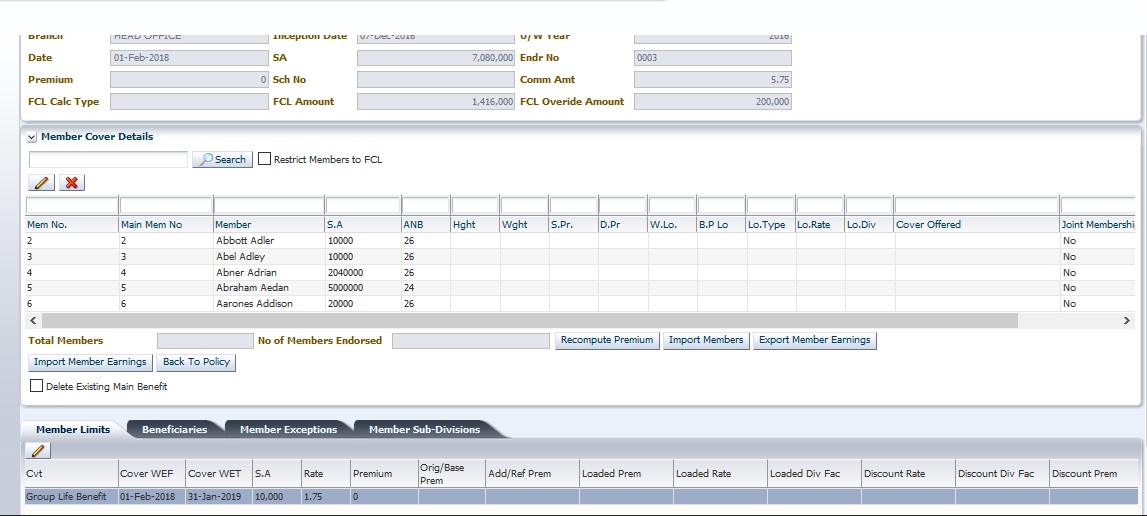 Branch HEAD OFFICE Inception Date 07-Dec-2016 U/W Year 2016
Date 01-Feb-2018 SA 7,080,000 Endr No 0003
Premium 0 Sch No Comm Amt 5.75
FCL Calc Type FCL Amount 1,416,000 FCL Overide Amount 200,000
Member Cover Details
Search Restrict Members to FCL
Mem No. Main Mem No Member S.A ANB Hght Wght S.Pr. D.Pr W.Lo. B.P Lo Lo.Type Lo.Rate Lo.Div Cover Offered Joint Membershi
2 2 Abbott Adler 10000 26 No
3 3 Abel Adley 10000 26 No
4 4 Abner Adrian 2040000 26 No
5 5 Abraham Aedan 5000000 24 No
6 6 Aarones Addison 20000 26 No
Total Members No of Members Endorsed Recompute Premium Import Members Export Member Earnings
Import Member Earnings Back To Policy
Delete Existing Main Benefit
Member Limits Beneficiaries Member Exceptions Member Sub-Divisions
Cvt Cover WEF Cover WET S.A Rate Premium Orig/Base Prem Add/Ref Prem Loaded Prem Loaded Rate Loaded Div Fac Discount Rate Discount Div Fac Discount Prem
Group Life Benefit 01-Feb-2018 31-Jan-2019 10,000 1.75 0